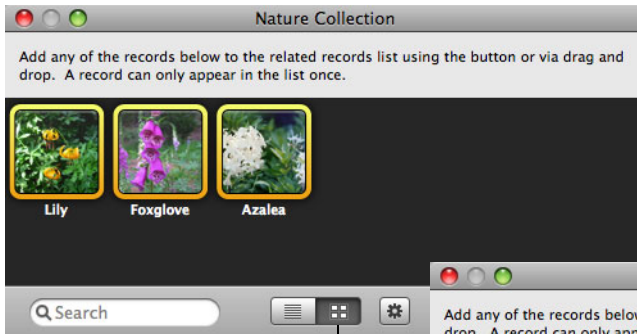 Nature Collection
Add any of the records below to the related records list using the button or via drag and
drop. A record can only appear in the list once.
Lily
Foxglove
Azalea
Search
Add any of the records
drop. A record can only